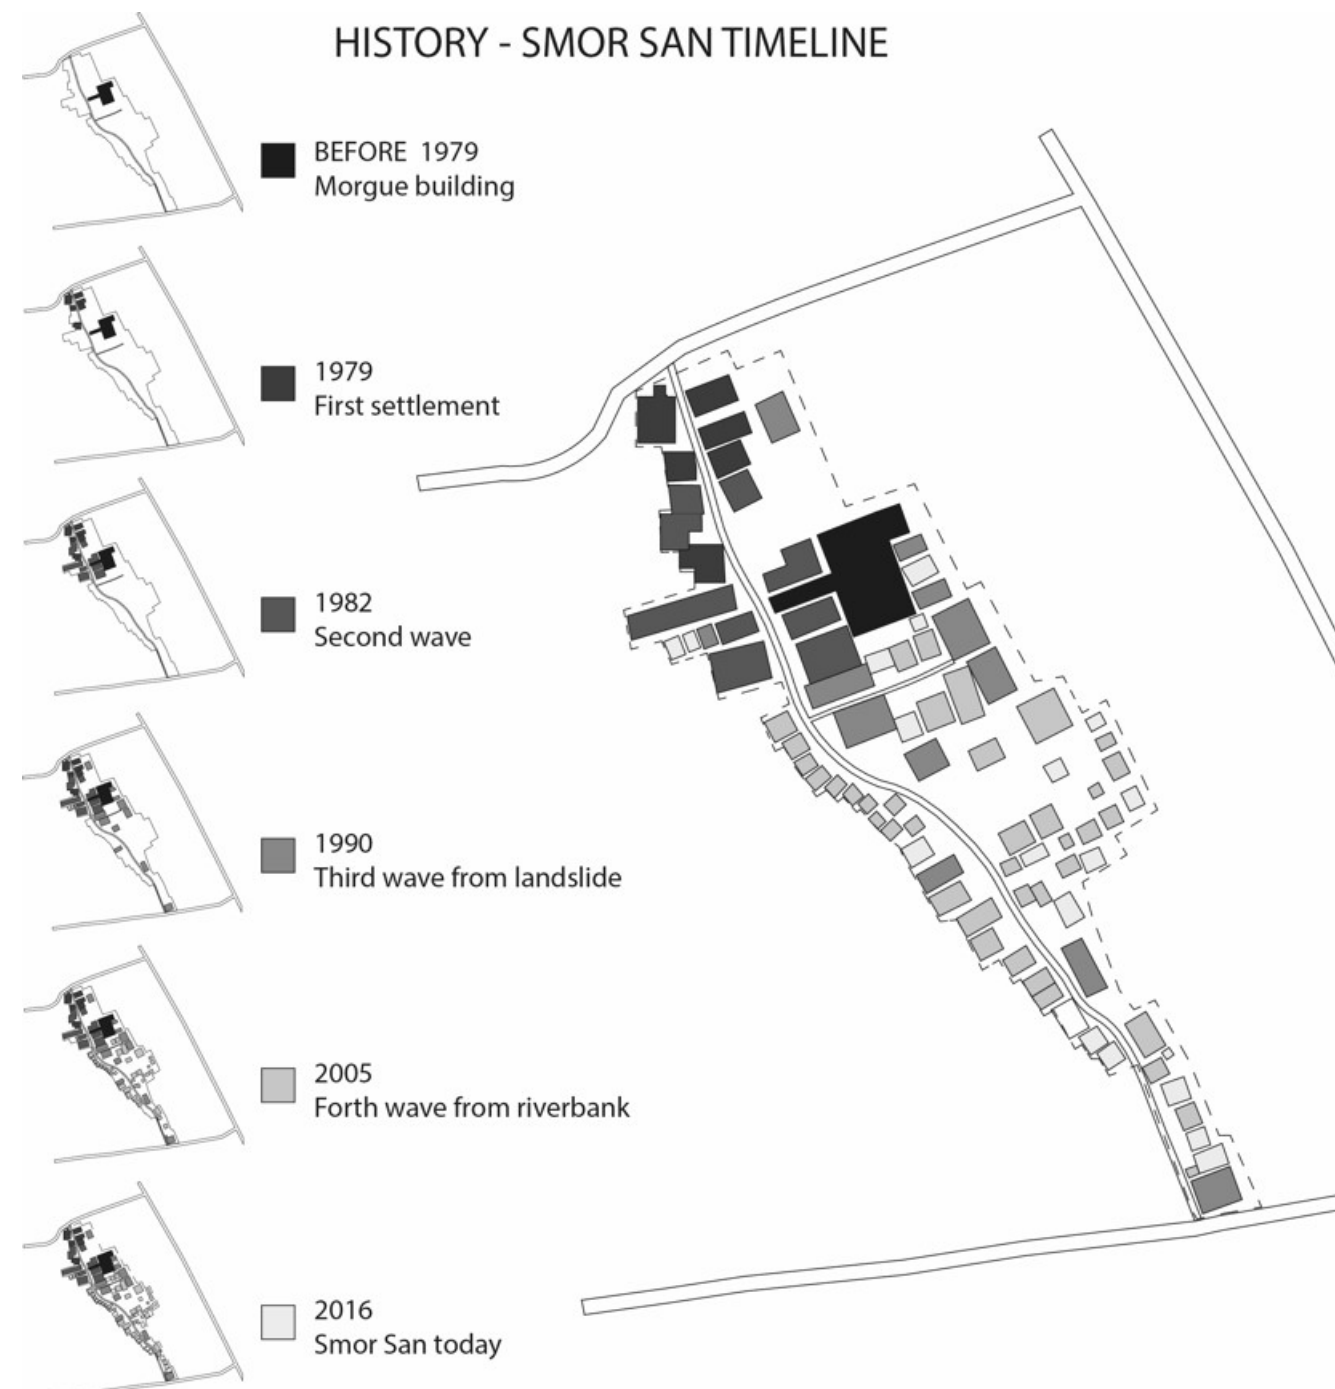 HISTORY - SMOR SAN TIMELINE
BEFORE 1979
Morgue building
1979
First settlement
1982
Second wave
1990
Third wave from landslide
2005
Forth wave from riverbank
2016
Smor San today